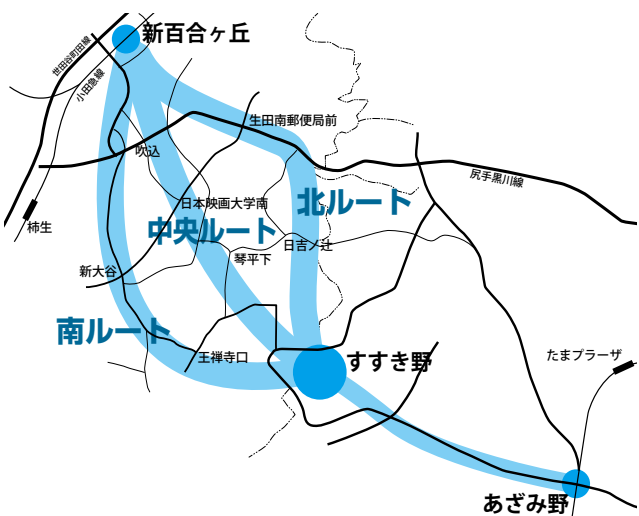 新百合ヶ丘
世田谷町田線
小田急線
生田南郵便局前
吹込
尻手黒川線
日本映画大学南
北ルート
柿生
中央ルート
日吉ノ辻
琴平下
新大谷
南ルート
王禅寺口
すすき野
たまプラーザ
あざみ野